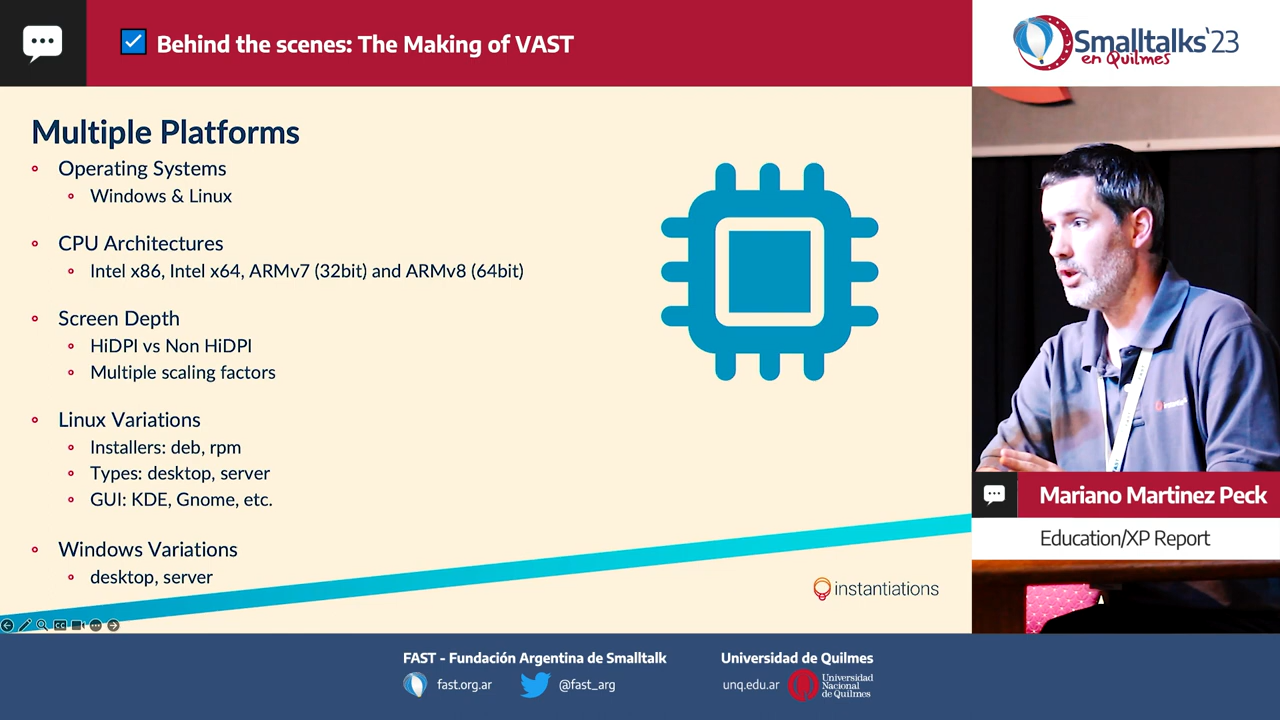 Behind the scenes: The Making of VAST
Smalltalks'23
en Quilmes
Multiple Platforms
Operating Systems
Windows & Linux
CPU Architectures
Intel x86, Intel x64, ARMv7 (32bit) and ARMv8 (64bit)
Screen Depth
HiDPI vs Non HiDPI
Multiple scaling factors
Linux Variations
Installers: deb, rpm
Types: desktop, server
GUI: KDE, Gnome, etc.
Windows Variations
desktop, server
instantiations
CC
Mariano Martinez Peck
Education/XP Report
FAST - Fundación Argentina de Smalltalk
fast.org.ar
@fast_arg
Universidad de Quilmes
unq.edu.ar
Universidad
Nacional
de Quilmes